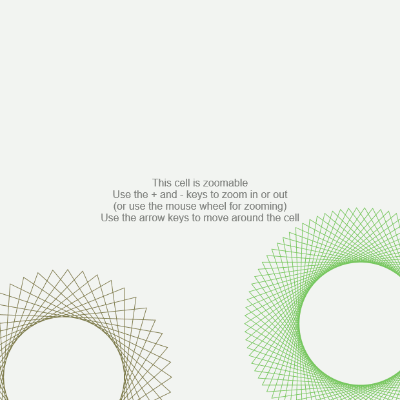 This cell is zoomable
Use the + and - keys to zoom in or out
(or use the mouse wheel for zooming)
Use the arrow keys to move around the cell